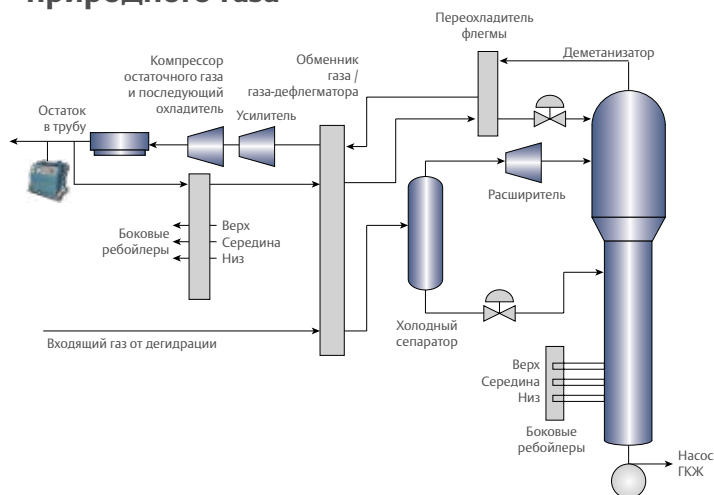 природного газа
Переохладитель
флегмы
Деметанизатор
Компрессор
остаточного газа
и последующий
охладитель
Обменник
газа /
газа-дефлегматора
Усилитель
Остаток
в трубу
Расширитель
Боковые
ребойлеры
Верх
Середина
Низ
Холодный
сепаратор
Входящий газ от дегидрации
Верх
Середина
Низ
Боковые
ребойлеры
Насос
ГКЖ